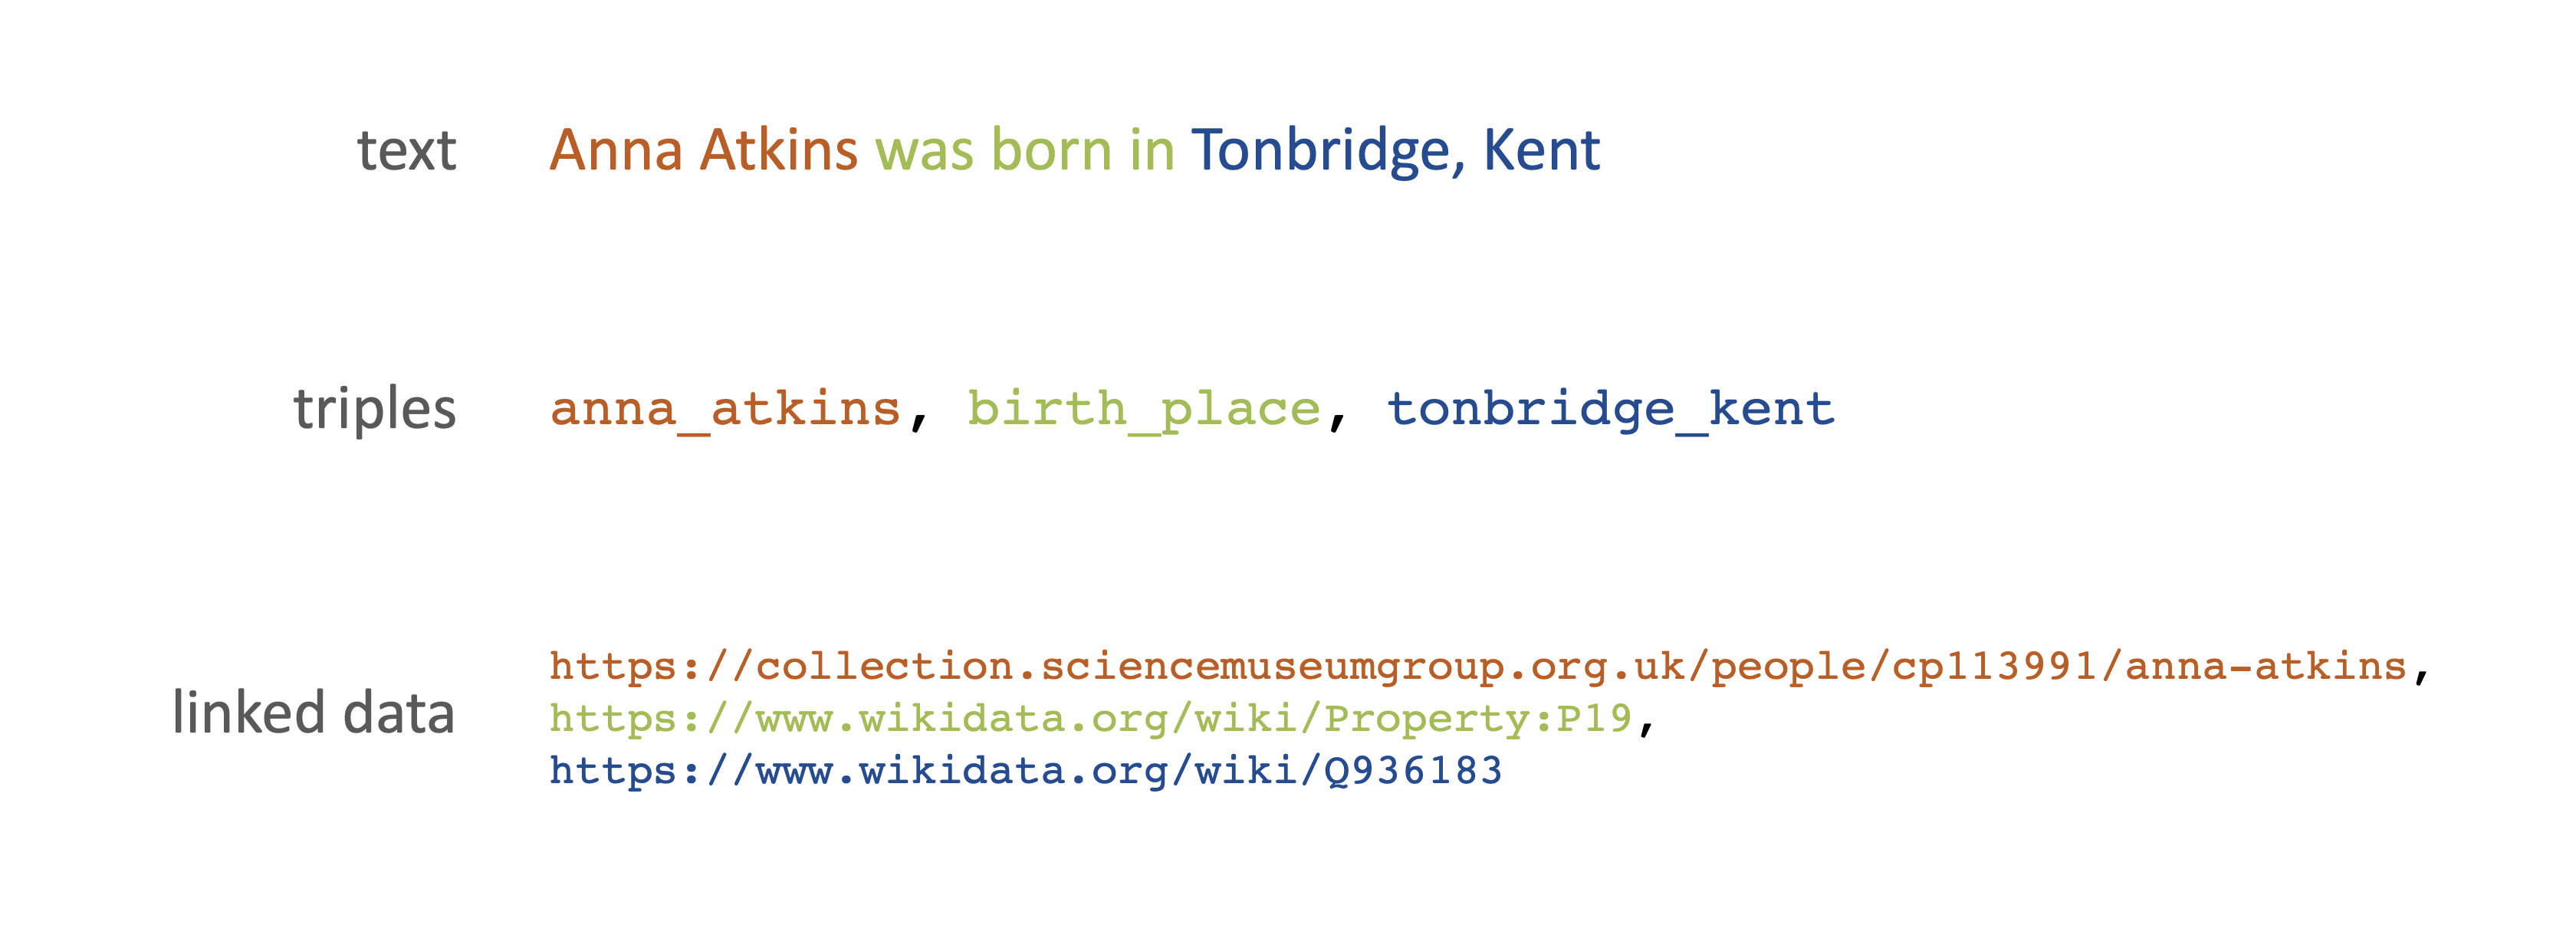 text Anna Atkins was born in Tonbridge, Kent
triples anna_atkins, birth_place, tonbridge_kent
linked data
https://collection.sciencemuseumgroup.org.uk/people/cp113991/anna-atkins,
https://www.wikidata.org/wiki/Property:P19,
https://www.wikidata.org/wiki/Q936183